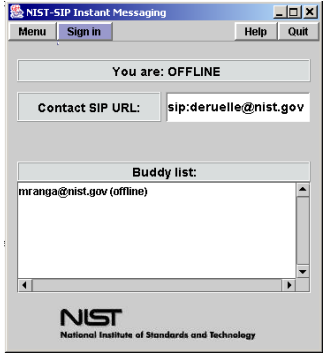 NIST-SIP Instant Messaging
Menu Sign in Help Quit
You are: OFFLINE
Contact SIP URL: sip:deruelle@nist.gov
Buddy list:
mranga@nist.gov (offline)
NIST
National Institute of Standards and Technology